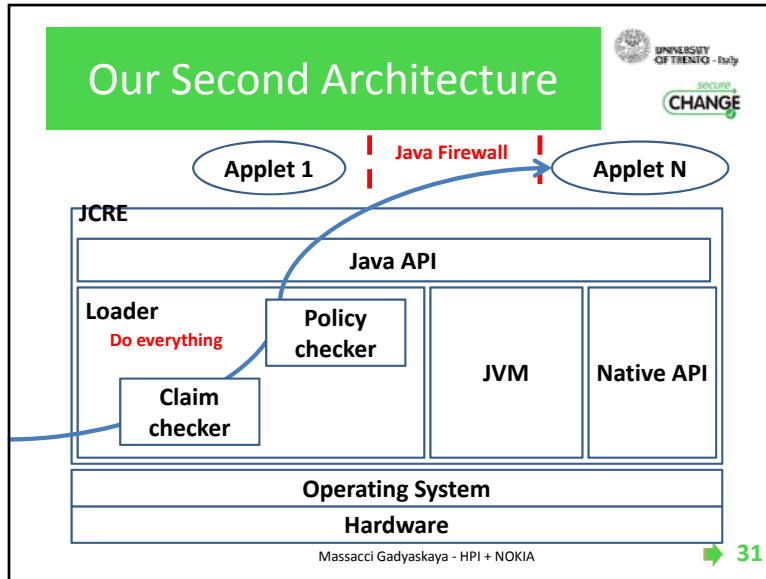 Our Second Architecture
UNIVERSITY
OF TRENTO - Italy
secure
CHANGE
Applet 1
Java Firewall
Applet N
JCRE
Java API
Loader
Do everything
Policy
checker
Claim
checker
JVM
Native API
Operating System
Hardware
Massacci Gadyaskaya - HPI + NOKIA
31